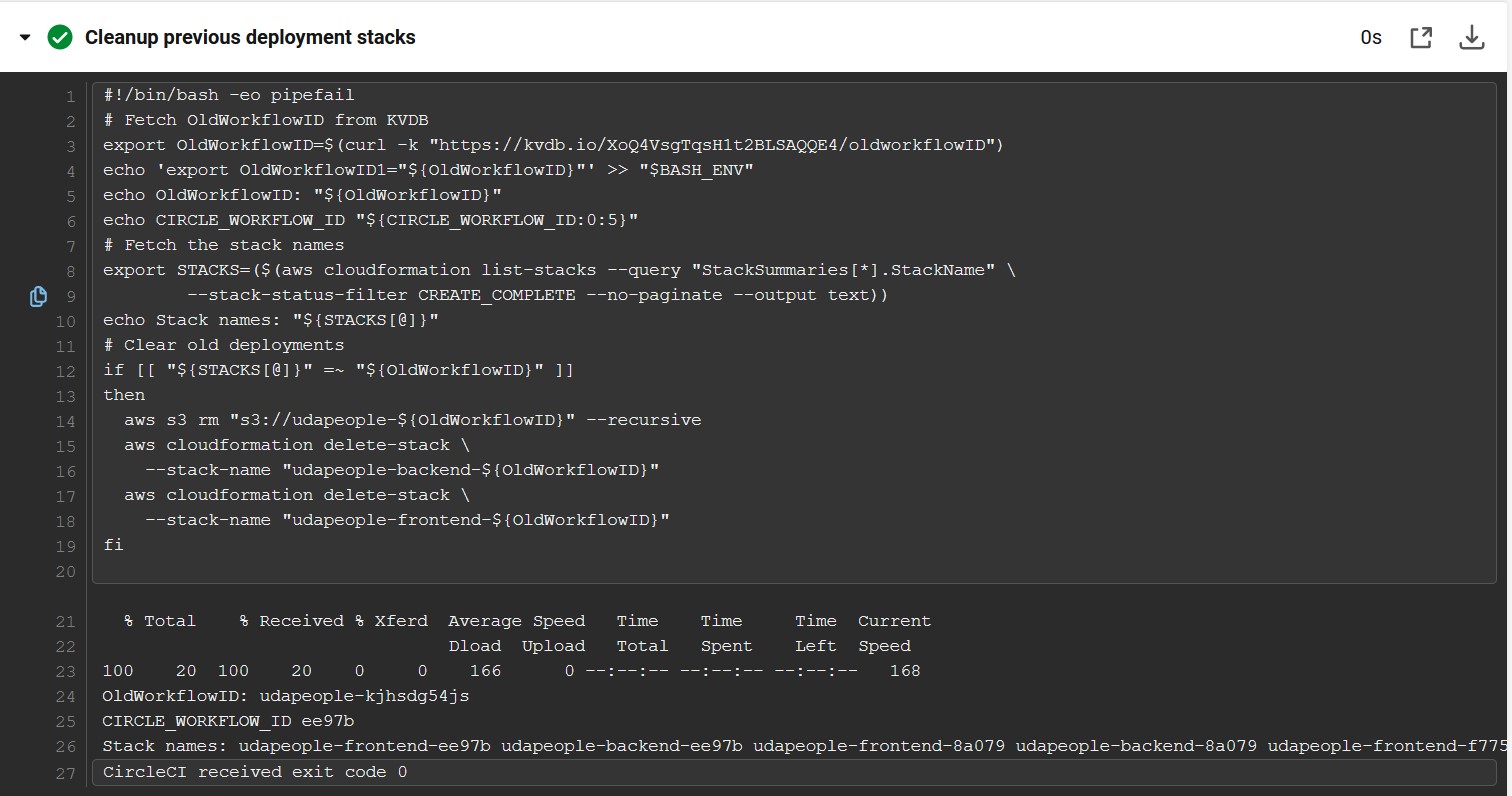 Cleanup previous deployment stacks
0s
1 #!/bin/bash -eo pipefail
2 # Fetch OldWorkflowID from KVDB
3 export OldWorkflowID=$(curl -k "https://kvdb.io/XoQ4VsgTqsH1t2BLSAQQE4/oldworkflowID")
4 echo 'export OldWorkflowID1="${OldWorkflowID}"' >> "$BASH_ENV"
5 echo OldWorkflowID: "${OldWorkflowID}"
6 echo CIRCLE_WORKFLOW_ID "${CIRCLE_WORKFLOW_ID:0:5}"
7 # Fetch the stack names
8 export STACKS=($(aws cloudformation list-stacks --query "StackSummaries[*].StackName" \
9         --stack-status-filter CREATE_COMPLETE --no-paginate --output text))
10 echo Stack names: "${STACKS[@]}"
11 # Clear old deployments
12 if [[ "${STACKS[@]}" =~ "${OldWorkflowID}" ]]
13 then
14   aws s3 rm "s3://udapeople-${OldWorkflowID}" --recursive
15   aws cloudformation delete-stack \
16     --stack-name "udapeople-backend-${OldWorkflowID}"
17   aws cloudformation delete-stack \
18     --stack-name "udapeople-frontend-${OldWorkflowID}"
19 fi
20
21   % Total    % Received % Xferd  Average Speed   Time    Time     Time  Current
22                                  Dload  Upload   Total   Spent    Left  Speed
23 100    20  100    20    0     0    166      0 --:--:-- --:--:-- --:--:--   168
24 OldWorkflowID: udapeople-kjhsdg54js
25 CIRCLE_WORKFLOW_ID ee97b
26 Stack names: udapeople-frontend-ee97b udapeople-backend-ee97b udapeople-frontend-8a079 udapeople-backend-8a079 udapeople-frontend-f775
27 CircleCI received exit code 0